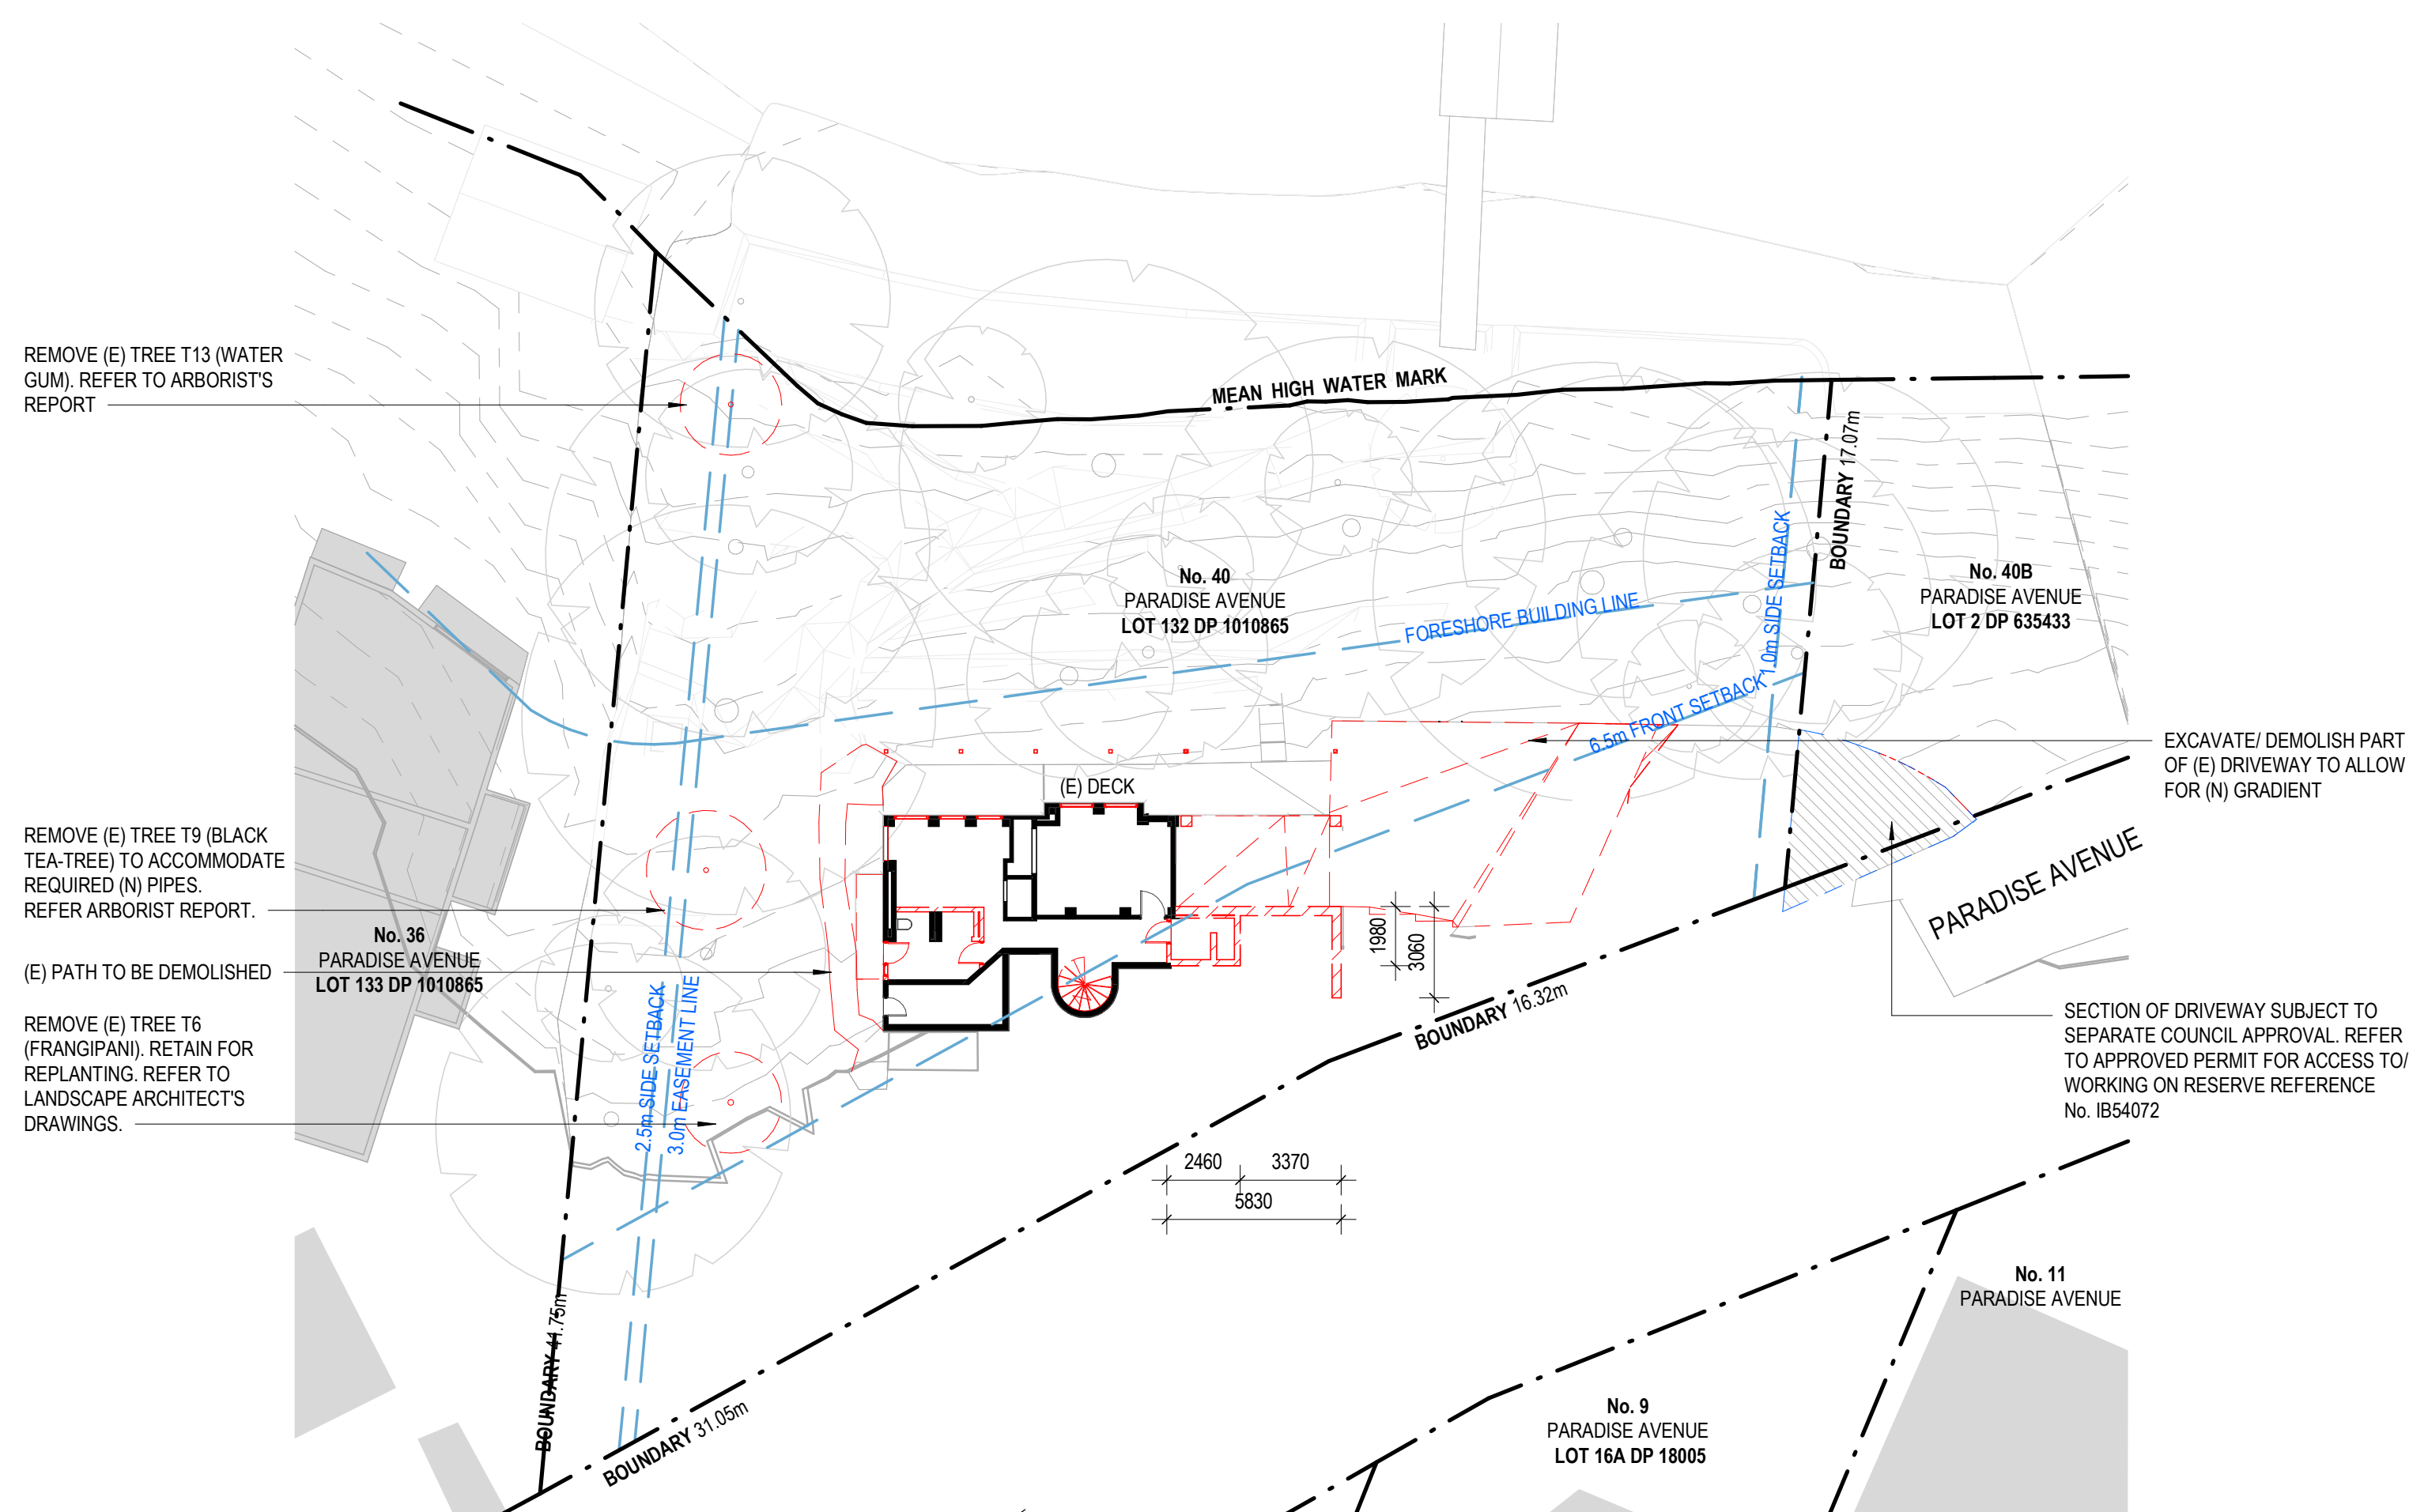 REMOVE (E) TREE T13 (WATER
GUM). REFER TO ARBORIST'S
REPORT
MEAN HIGH WATER MARK
BOUNDARY 17.07m
1.0m SIDE SETBACK
No. 40
PARADISE AVENUE
LOT 132 DP 1010865
No. 40B
PARADISE AVENUE
LOT 2 DP 635433
FORESHORE BUILDING LINE
6.5m FRONT SETBACK
EXCAVATE/ DEMOLISH PART
OF (E) DRIVEWAY TO ALLOW
FOR (N) GRADIENT
(E) DECK
REMOVE (E) TREE T9 (BLACK
TEA-TREE) TO ACCOMMODATE
REQUIRED (N) PIPES.
REFER ARBORIST REPORT.
PARADISE AVENUE
No. 36
PARADISE AVENUE
LOT 133 DP 1010865
1980
3060
(E) PATH TO BE DEMOLISHED
REMOVE (E) TREE T6
(FRANGIPANI). RETAIN FOR
REPLANTING. REFER TO
LANDSCAPE ARCHITECT'S
DRAWINGS.
2.5m SIDE SETBACK
3.0m EASEMENT LINE
BOUNDARY 16.32m
SECTION OF DRIVEWAY SUBJECT TO
SEPARATE COUNCIL APPROVAL. REFER
TO APPROVED PERMIT FOR ACCESS TO/
WORKING ON RESERVE REFERENCE
No. IB54072
2460
3370
5830
No. 11
PARADISE AVENUE
BOUNDARY 41.75m
BOUNDARY 31.05m
No. 9
PARADISE AVENUE
LOT 16A DP 18005